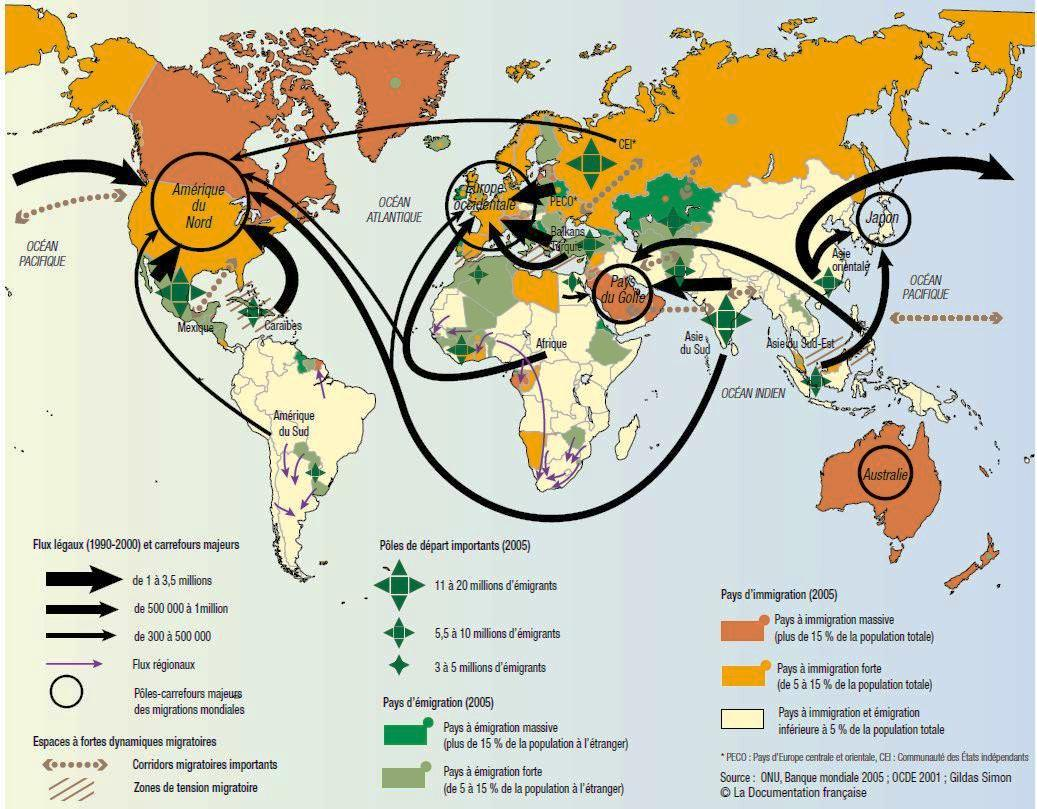 CEI*
Amérique
du
Nord
OCÉAN
ATLANTIQUE
Europe
occidentale
PECO*
Balkans
Turquie
Japon
OCÉAN
PACIFIQUE
Asie
orientale
Pays
du Golfe
OCÉAN
PACIFIQUE
Mexique
Caraïbes
Afrique
Asie
du Sud
Asie du Sud-Est
OCÉAN INDIEN
Amérique
du Sud
Australie
Flux légaux (1990-2000) et carrefours majeurs
de 1 à 3,5 millions
de 500 000 à 1million
de 300 à 500 000
Flux régionaux
Pôles-carrefours majeurs
des migrations mondiales
Espaces à fortes dynamiques migratoires
Corridors migratoires importants
Zones de tension migratoire
Pôles de départ importants (2005)
11 à 20 millions d'émigrants
5,5 à 10 millions d'émigrants
3 à 5 millions d'émigrants
Pays d'émigration (2005)
Pays à émigration massive
(plus de 15 % de la population à l'étranger)
Pays à émigration forte
(de 5 à 15 % de la population à l'étranger)
Pays d'immigration (2005)
Pays à immigration massive
(plus de 15 % de la population totale)
Pays à immigration forte
(de 5 à 15 % de la population totale)
Pays à immigration et émigration
inférieure à 5 % de la population totale
* PECO : Pays d'Europe centrale et orientale, CEI : Communauté des États indépendants
Source : ONU, Banque mondiale 2005 ; OCDE 2001 ; Gildas Simon
© La Documentation française